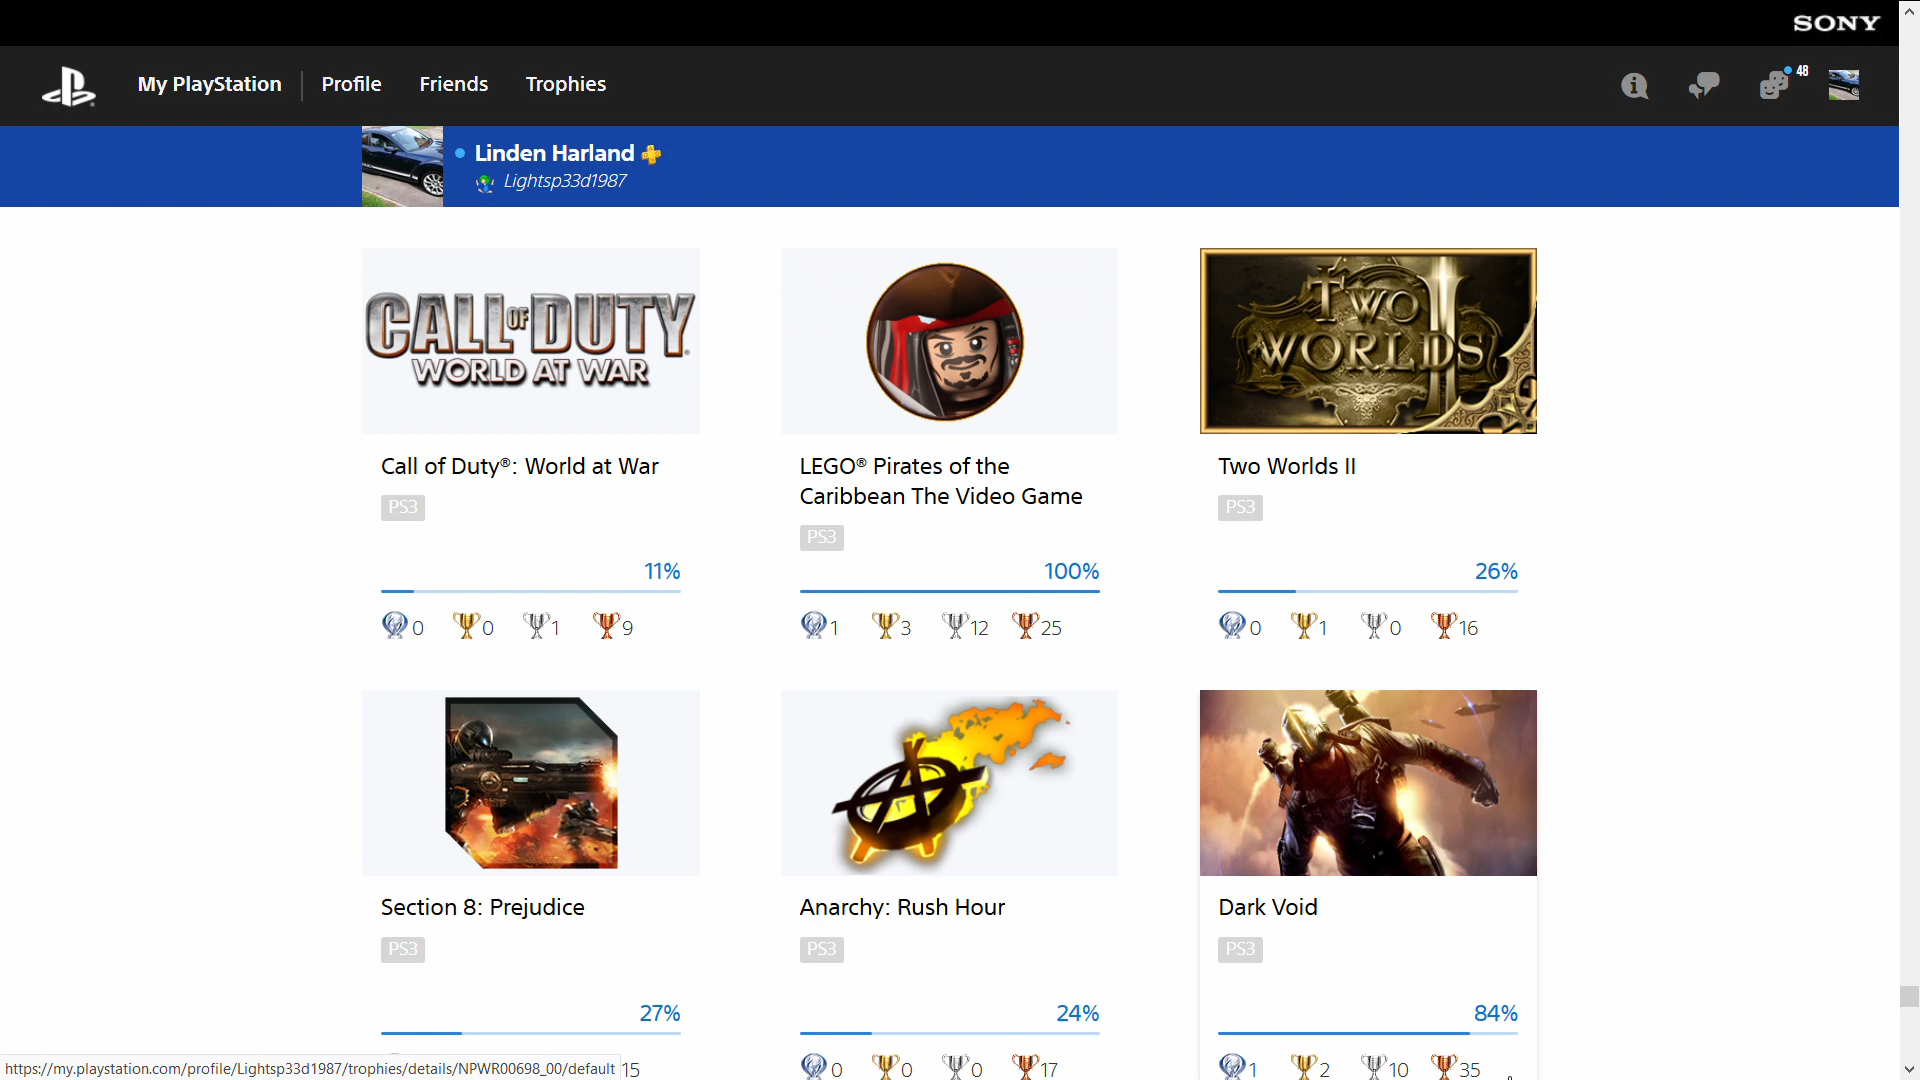 SONY
My PlayStation
Profile
Friends
Trophies
48
Linden Harland
Lightsp33d1987
CALL OF DUTY
WORLD AT WAR
TWO
WORLDS II
Call of Duty®: World at War
PS3
11%
0 0 1 9
LEGO® Pirates of the
Caribbean The Video Game
PS3
100%
1 3 12 25
Two Worlds II
PS3
26%
0 1 0 16
Section 8: Prejudice
PS3
27%
15
Anarchy: Rush Hour
PS3
24%
0 0 0 17
Dark Void
PS3
84%
1 2 10 35
https://my.playstation.com/profile/Lightsp33d1987/trophies/details/NPWR00698_00/default